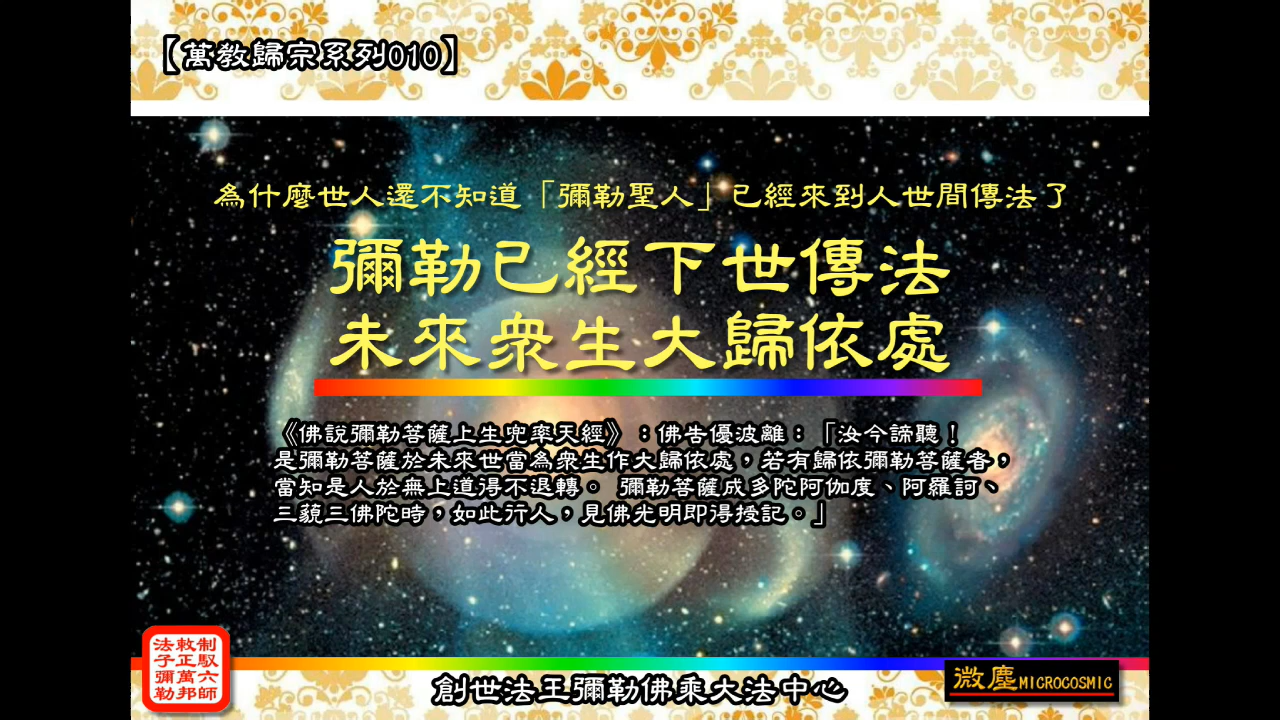 【萬教歸宗系列010】
為什麼世人還不知道「彌勒聖人」已經來到人世間傳法了
彌勒已經下世傳法
未來眾生大歸依處
《佛說彌勒菩薩上生兜率天經》：佛告優波離：「汝今諦聽！
是彌勒菩薩於未來世當為眾生作大歸依處，若有歸依彌勒菩薩者，
當知是人於無上道得不退轉。 彌勒菩薩成多陀阿伽度、阿羅訶、
三藐三佛陀時，如此行人，見佛光明即得授記。」
法敕制
子正馭
彌萬六
勒邦師
創世法王彌勒佛乘大法中心
微塵MICROCOSMIC